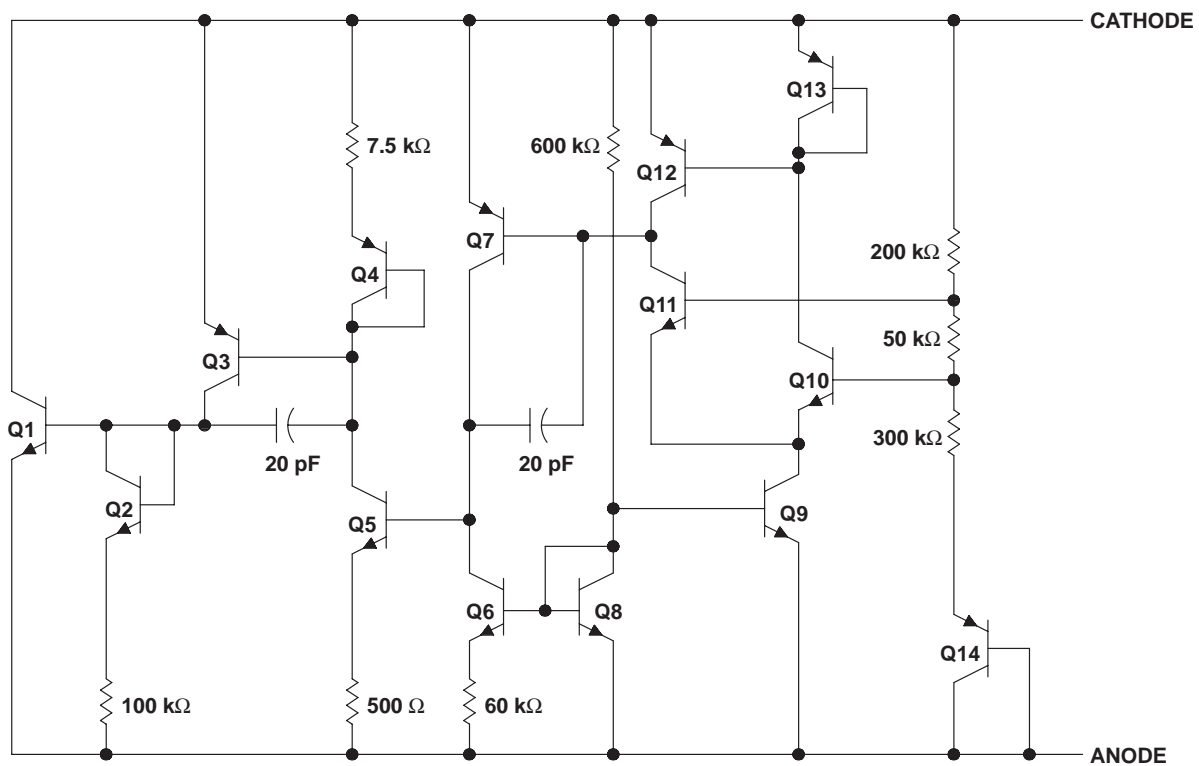 CATHODE
Q13
7.5 kΩ
600 kΩ
Q12
Q7
200 kΩ
Q4
Q11
50 kΩ
Q3
Q10
Q1
300 kΩ
20 pF
20 pF
Q2
Q5
Q9
Q6
Q8
Q14
100 kΩ
500 Ω
60 kΩ
ANODE